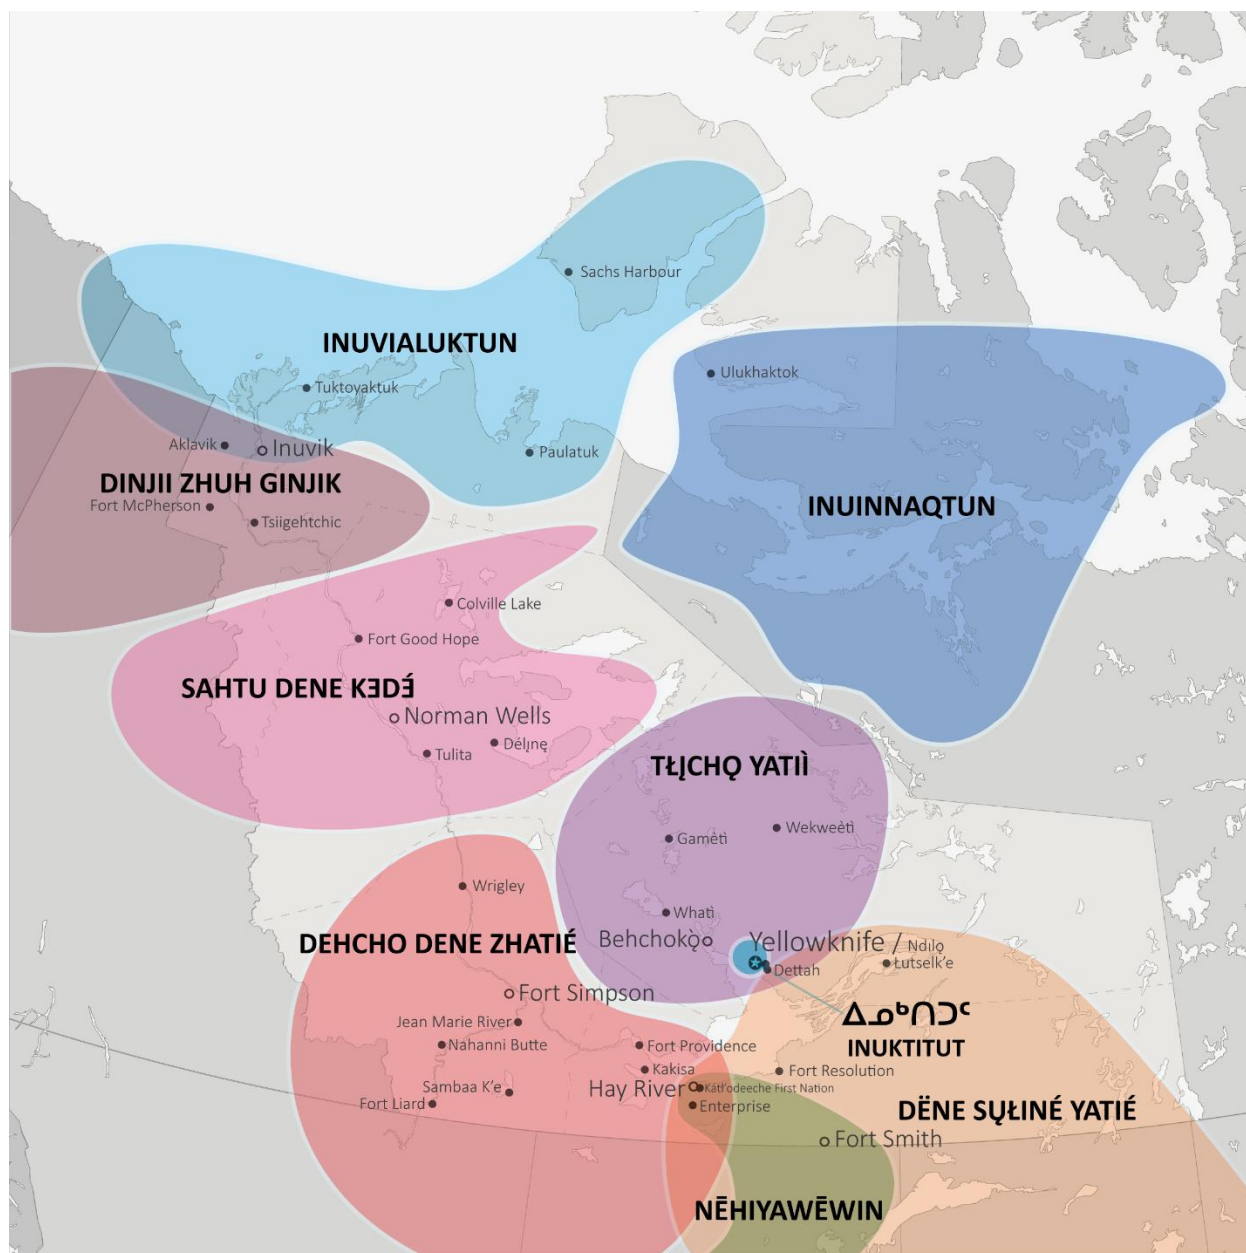 Sachs Harbour
INUVIALUKTUN
Ulukhaktok
Tuktoyaktuk
Aklavik
Inuvik
Paulatuk
DINJII ZHUH GINJIK
Fort McPherson
INUINNAQTUN
Tsiigehtchic
Colville Lake
Fort Good Hope
SAHTU DENE KƎDƎ́
Norman Wells
Délı̨nę
Tulita
TŁĮCHǪ YATIÌ
Wekweètì
Gamètì
Wrigley
Whatì
DEHCHO DENE ZHATIÉ
Behchokǫ̀
Yellowknife / Ndılǫ
Dettah
Łutselk'e
Fort Simpson
ᐃᓄᒃᑎᑐᑦ
INUKTITUT
Jean Marie River
Nahanni Butte
Fort Providence
Kakisa
Fort Resolution
Hay River
Kátł'odeeche First Nation
Sambaa K'e
Fort Liard
Enterprise
DËNE SŲŁINÉ YATIÉ
Fort Smith
NĒHIYAWĒWIN